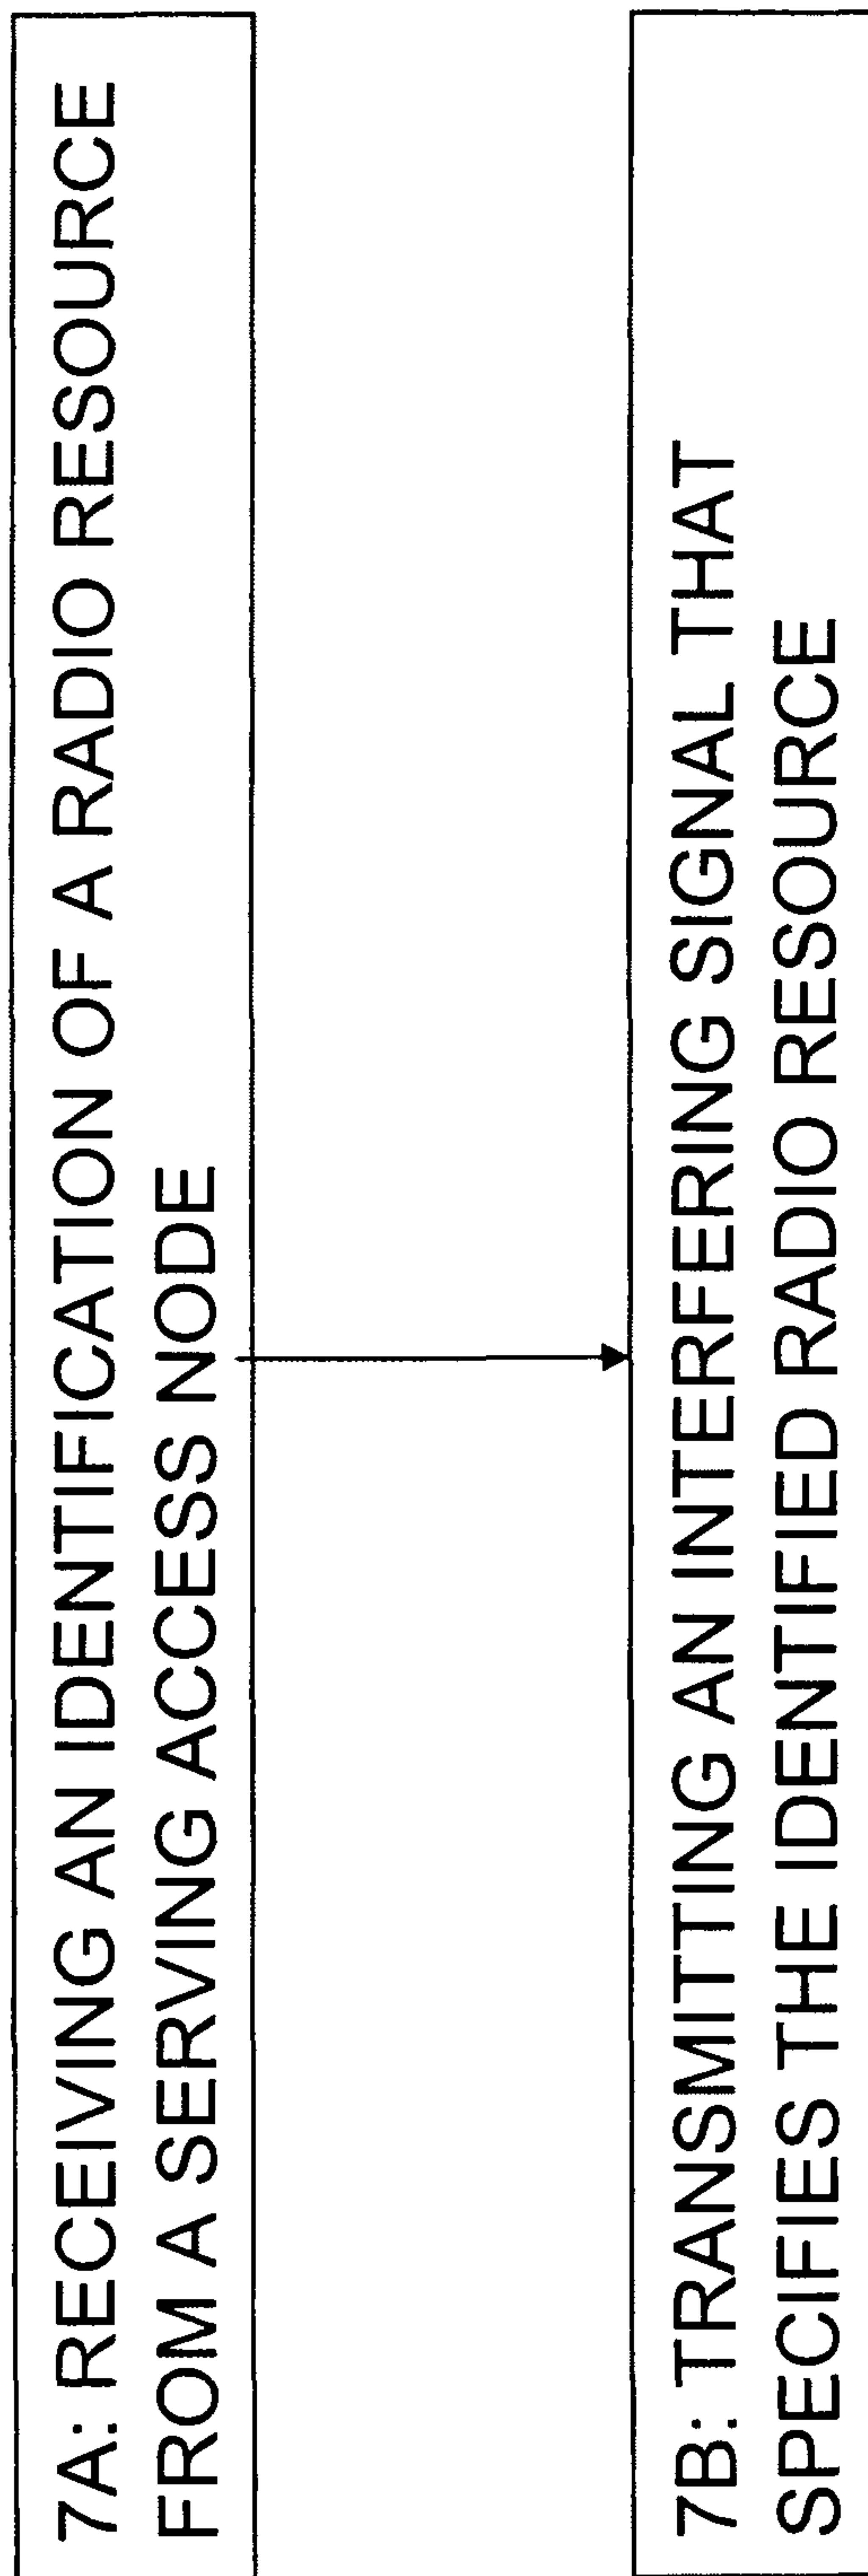 7A: RECEIVING AN IDENTIFICATION OF A RADIO RESOURCE
FROM A SERVING ACCESS NODE
7B: TRANSMITTING AN INTERFERING SIGNAL THAT
SPECIFIES THE IDENTIFIED RADIO RESOURCE